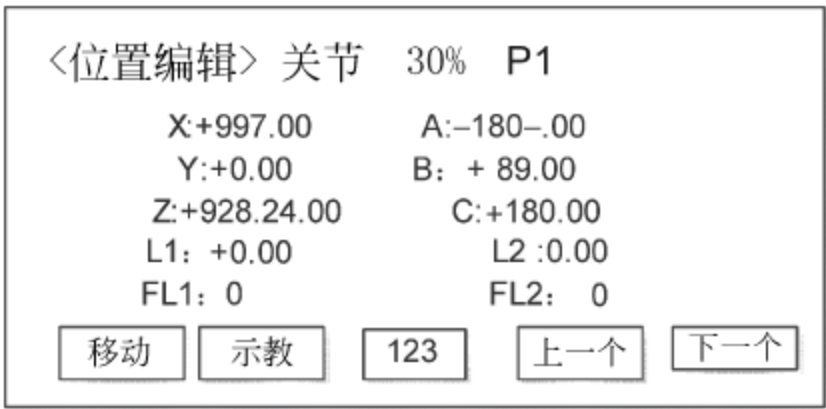 <位置编辑> 关节 30% P1
X:+997.00 A:–180–.00
Y:+0.00 B：+ 89.00
Z:+928.24.00 C:+180.00
L1：+0.00 L2 :0.00
FL1：0 FL2： 0
移动 示教 123 上一个 下一个